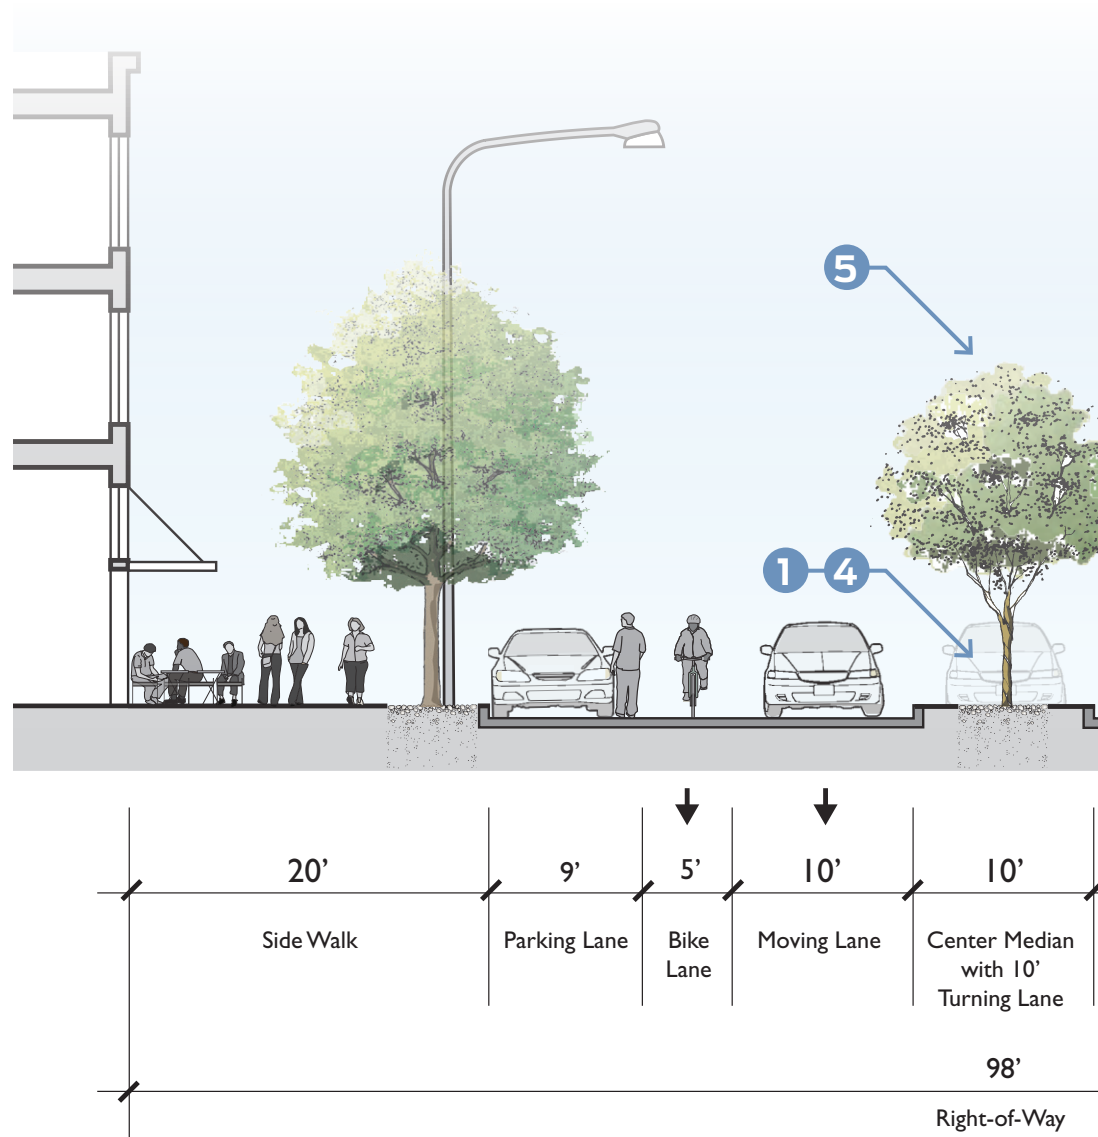 5
1 4
20’ 9’ 5’ 10’ 10’
Side Walk Parking Lane Bike Moving Lane Center Median
Lane with 10’
Turning Lane
98’
Right-of-Way